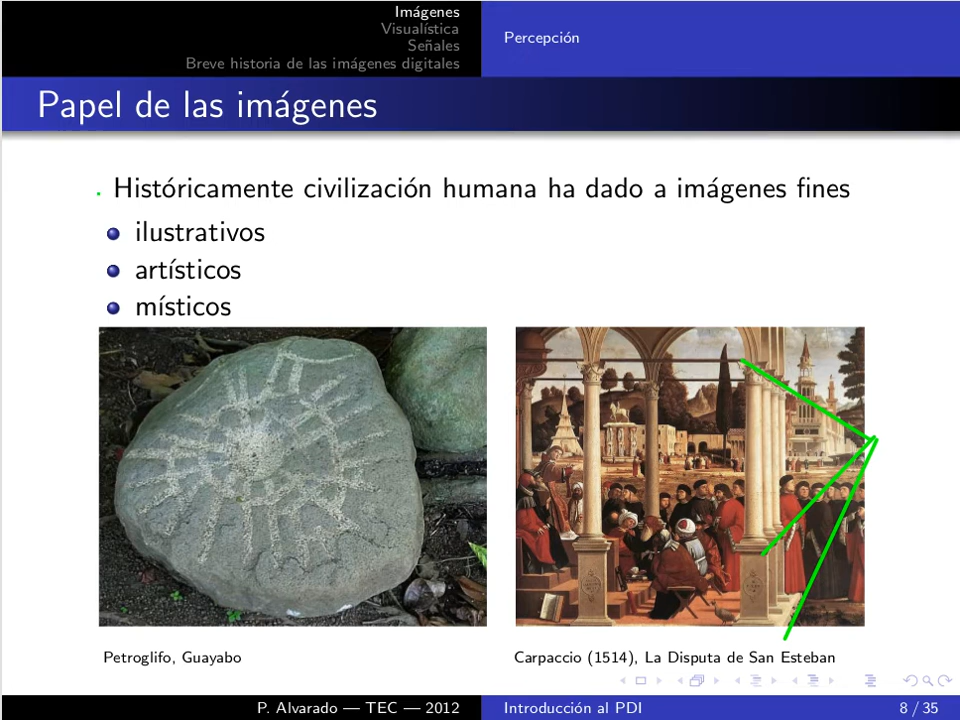 Imágenes
Visualística
Señales
Breve historia de las imágenes digitales
Percepción
Papel de las imágenes
Históricamente civilización humana ha dado a imágenes fines
ilustrativos
artísticos
místicos
Petroglifo, Guayabo
Carpaccio (1514), La Disputa de San Esteban
P. Alvarado — TEC — 2012
Introducción al PDI
8 / 35